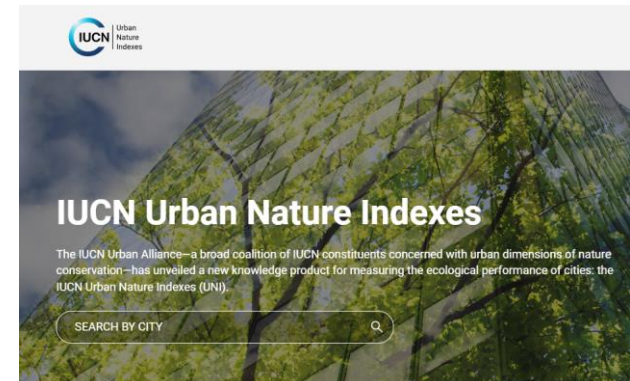 IUCN
Urban
Nature
Indexes
IUCN Urban Nature Indexes
The IUCN Urban Alliance—a broad coalition of IUCN constituents concerned with urban dimensions of nature
conservation—has unveiled a new knowledge product for measuring the ecological performance of cities: the
IUCN Urban Nature Indexes (UNI).
SEARCH BY CITY